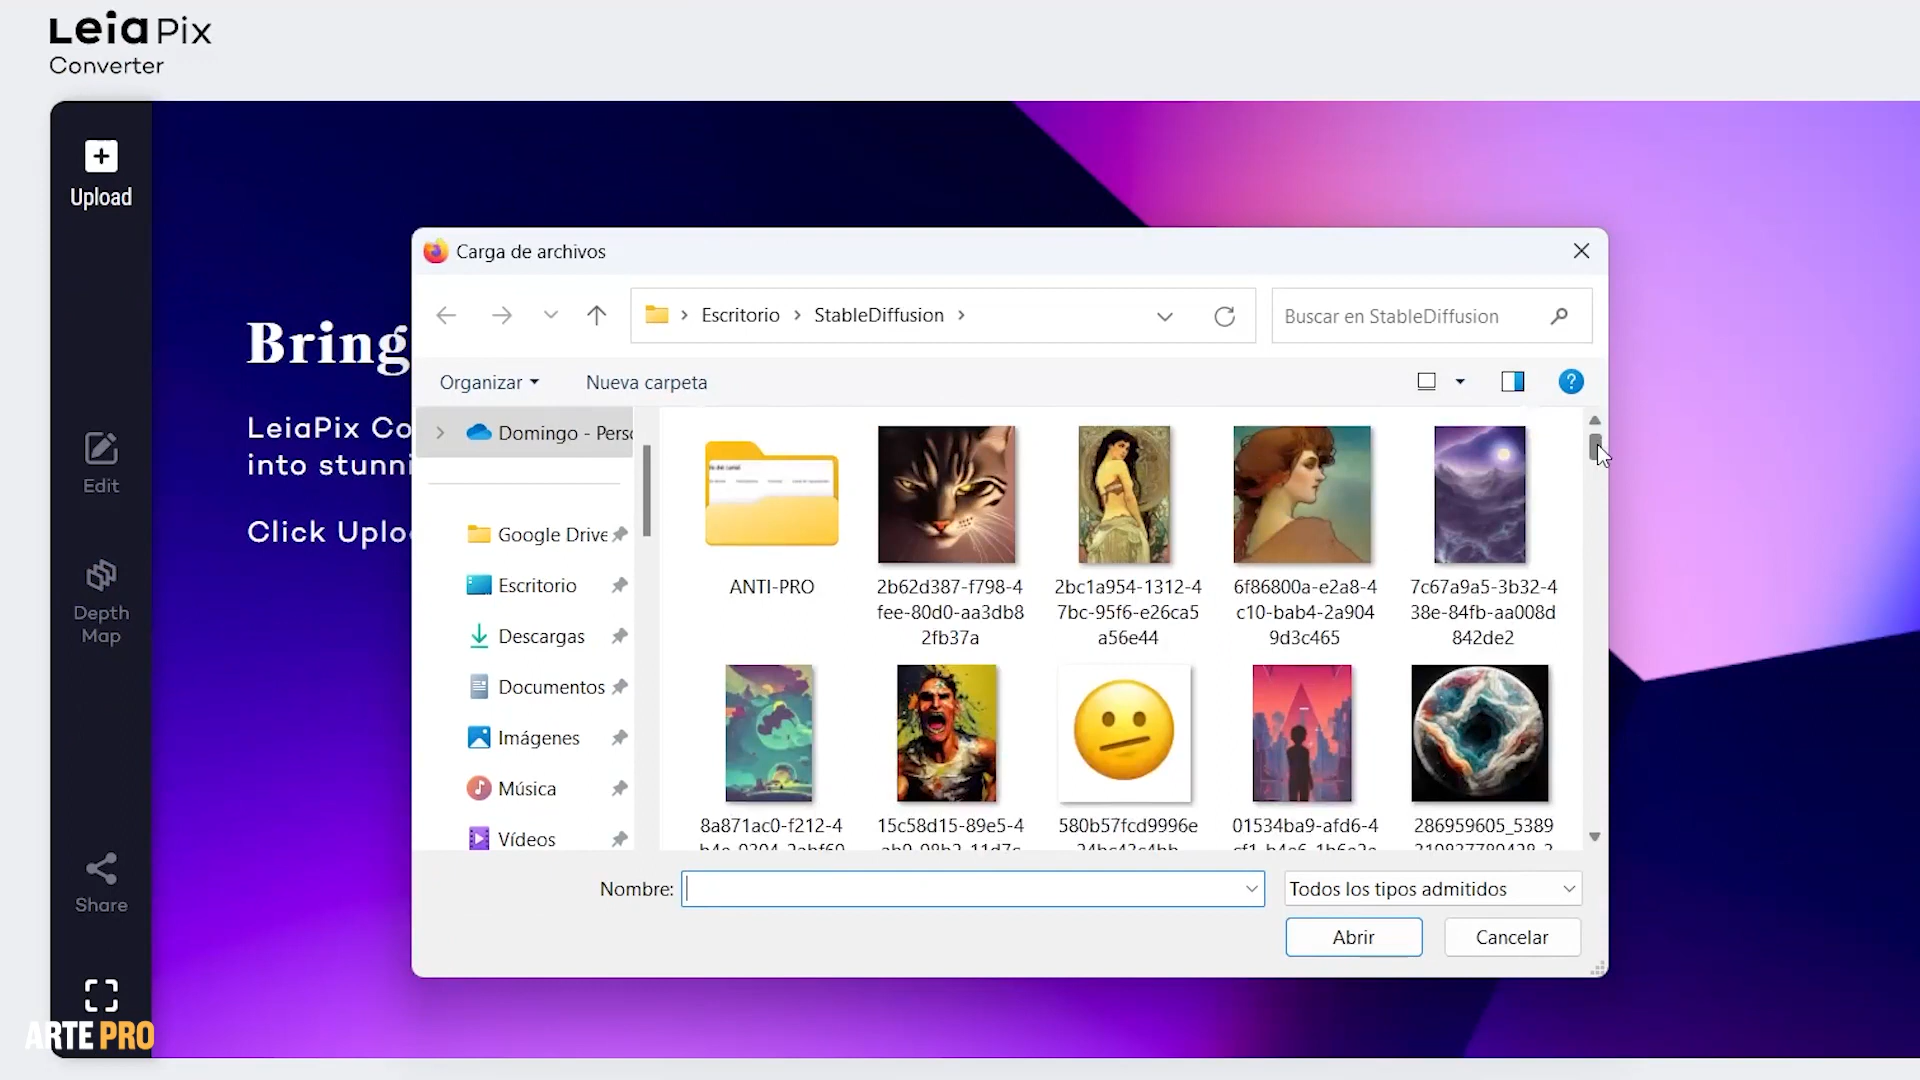 Leia Pix
Converter
Upload
Edit
Depth
Map
Share
ARTE PRO
Bring
LeiaPix Co
into stunni
Click Uplo
Carga de archivos
Escritorio
StableDiffusion
Buscar en StableDiffusion
Organizar
Nueva carpeta
Domingo - Pers
Google Drive
Escritorio
Descargas
Documentos
Imágenes
Música
Vídeos
ANTI-PRO
2b62d387-f798-4
fee-80d0-aa3db8
2fb37a
2bc1a954-1312-4
7bc-95f6-e26ca5
a56e44
6f86800a-e2a8-4
c10-bab4-2a904
9d3c465
7c67a9a5-3b32-4
38e-84fb-aa008d
842de2
8a871ac0-f212-4
15c58d15-89e5-4
580b57fcd9996e
01534ba9-afd6-4
286959605_5389
Nombre:
Todos los tipos admitidos
Abrir
Cancelar